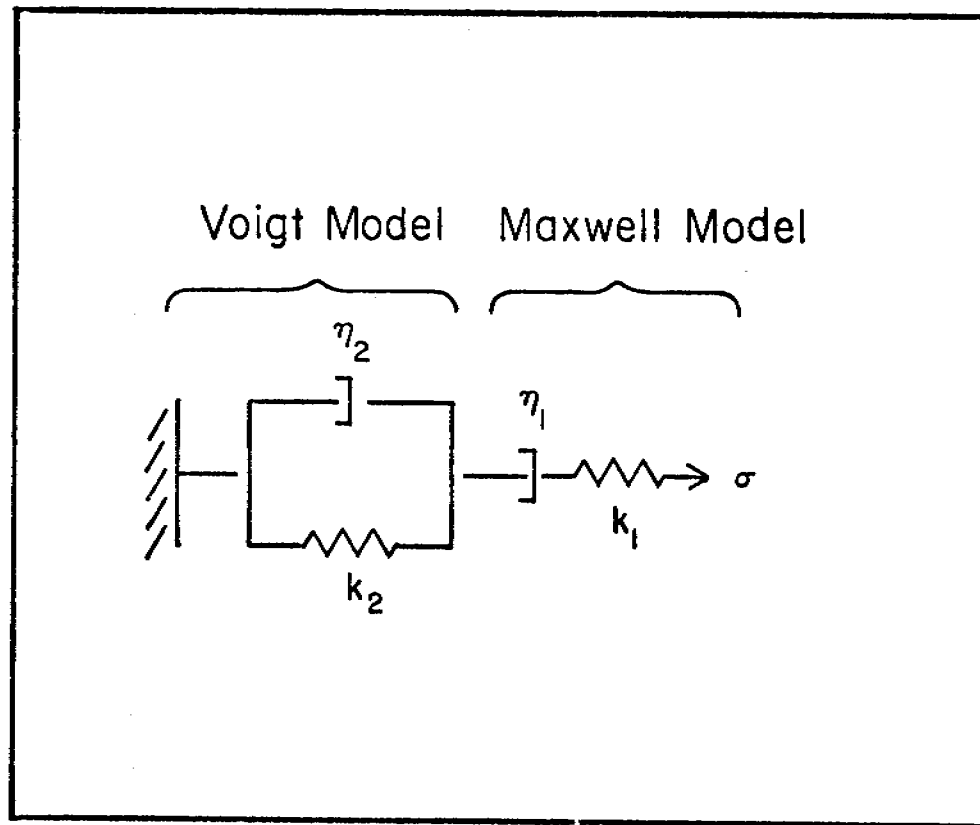 Voigt Model Maxwell Model
η₂
η₁
σ
k₁
k₂